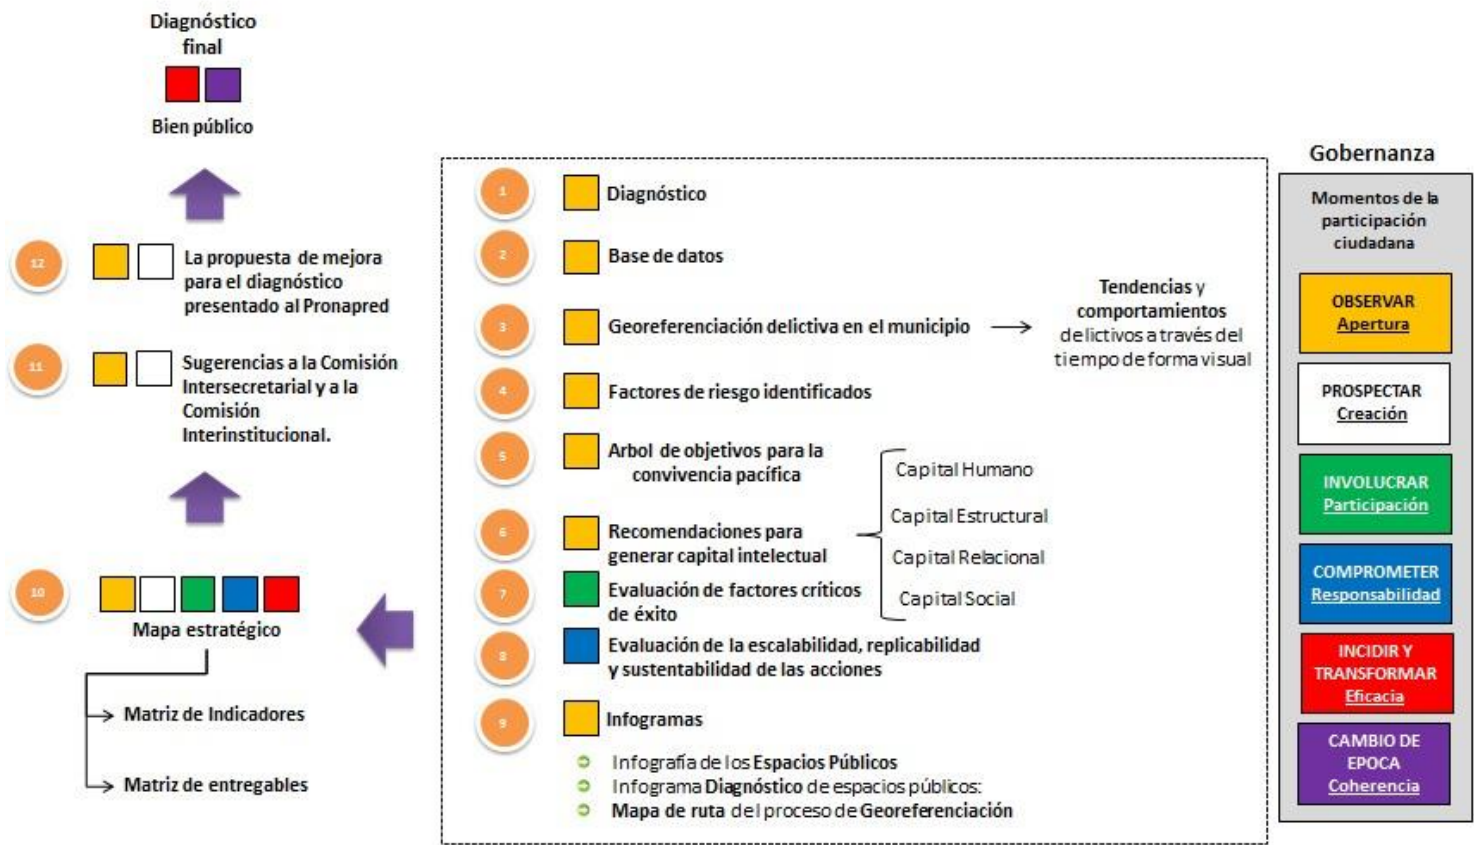 Diagnóstico
final
Bien público
12
La propuesta de mejora
para el diagnóstico
presentado al Pronapred
11
Sugerencias a la Comisión
Intersecretarial y a la
Comisión
Interinstitucional.
10
Mapa estratégico
Matriz de Indicadores
Matriz de entregables
1
Diagnóstico
2
Base de datos
3
Georeferenciación delictiva en el municipio
Tendencias y
comportamientos
delictivos a través del
tiempo de forma visual
4
Factores de riesgo identificados
5
Arbol de objetivos para la
convivencia pacífica
6
Recomendaciones para
generar capital intelectual
Capital Humano
Capital Estructural
Capital Relacional
Capital Social
7
Evaluación de factores críticos
de éxito
8
Evaluación de la escalabilidad, replicabilidad
y sustentabilidad de las acciones
9
Infogramas
Infografía de los Espacios Públicos
Infograma Diagnóstico de espacios públicos:
Mapa de ruta del proceso de Georeferenciación
Gobernanza
Momentos de la
participación
ciudadana
OBSERVAR
Apertura
PROSPECTAR
Creación
INVOLUCRAR
Participación
COMPROMETER
Responsabilidad
INCIDIR Y
TRANSFORMAR
Eficacia
CAMBIO DE
EPOCA
Coherencia